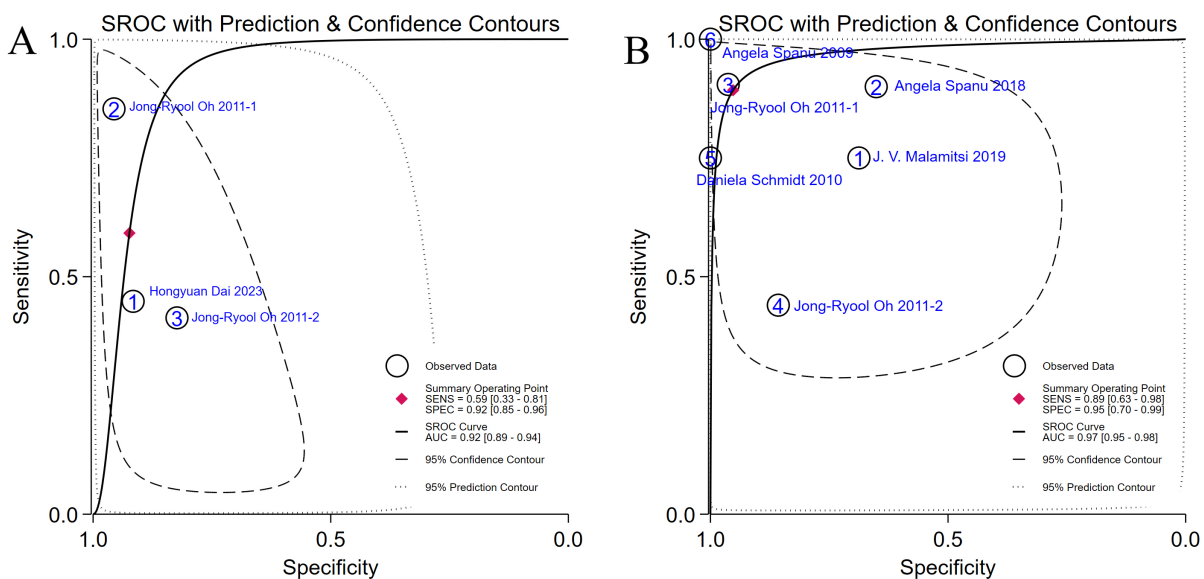 A
SROC with Prediction & Confidence Contours
1.0
0.5
0.0
Sensitivity
2
Jong-Ryool Oh 2011-1
1
Hongyuan Dai 2023
3
Jong-Ryool Oh 2011-2
Observed Data
Summary Operating Point
SENS = 0.59 [0.33 - 0.81]
SPEC = 0.92 [0.85 - 0.96]
SROC Curve
AUC = 0.92 [0.89 - 0.94]
95% Confidence Contour
95% Prediction Contour
1.0
0.5
0.0
Specificity
B
SROC with Prediction & Confidence Contours
1.0
0.5
0.0
Sensitivity
6
Angela Spanu 2009
3
Jong-Ryool Oh 2011-1
2
Angela Spanu 2018
5
Daniela Schmidt 2010
1
J. V. Malamitsi 2019
4
Jong-Ryool Oh 2011-2
Observed Data
Summary Operating Point
SENS = 0.89 [0.63 - 0.98]
SPEC = 0.95 [0.70 - 0.99]
SROC Curve
AUC = 0.97 [0.95 - 0.98]
95% Confidence Contour
95% Prediction Contour
1.0
0.5
0.0
Specificity